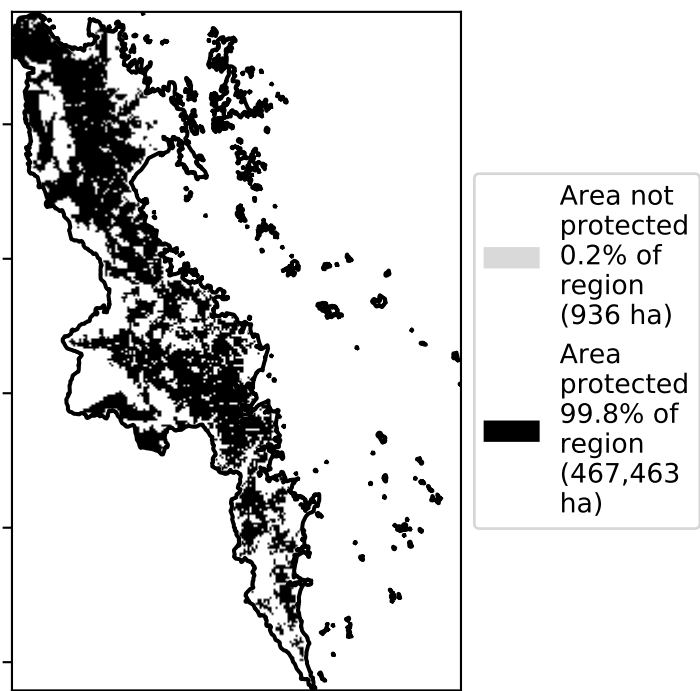 Area not
protected
0.2% of
region
(936 ha)
Area
protected
99.8% of
region
(467,463
ha)